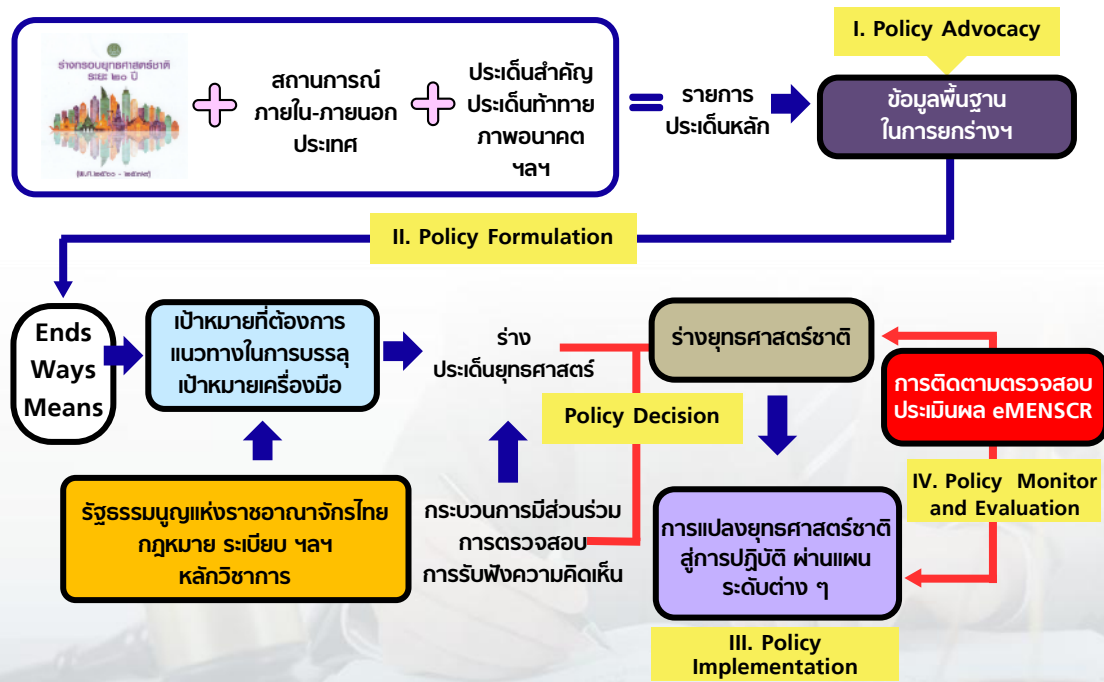 I. Policy Advocacy
ร่างกรอบยุทธศาสตร์ชาติ
ระยะ ๒๐ ปี
สถานการณ์
ภายใน-ภายนอก
ประเทศ
ประเด็นสำคัญ
ประเด็นท้าทาย
ภาพอนาคต
ฯลฯ
รายการ
ประเด็นหลัก
ข้อมูลพื้นฐาน
ในการยกร่างฯ
II. Policy Formulation
Ends
Ways
Means
เป้าหมายที่ต้องการ
แนวทางในการบรรลุ
เป้าหมายเครื่องมือ
ร่าง
ประเด็นยุทธศาสตร์
ร่างยุทธศาสตร์ชาติ
การติดตามตรวจสอบ
ประเมินผล eMENSCR
Policy Decision
IV. Policy Monitor
and Evaluation
รัฐธรรมนูญแห่งราชอาณาจักรไทย
กฎหมาย ระเบียบ ฯลฯ
หลักวิชาการ
กระบวนการมีส่วนร่วม
การตรวจสอบ
การรับฟังความคิดเห็น
การแปลงยุทธศาสตร์ชาติ
สู่การปฏิบัติ ผ่านแผน
ระดับต่าง ๆ
III. Policy
Implementation